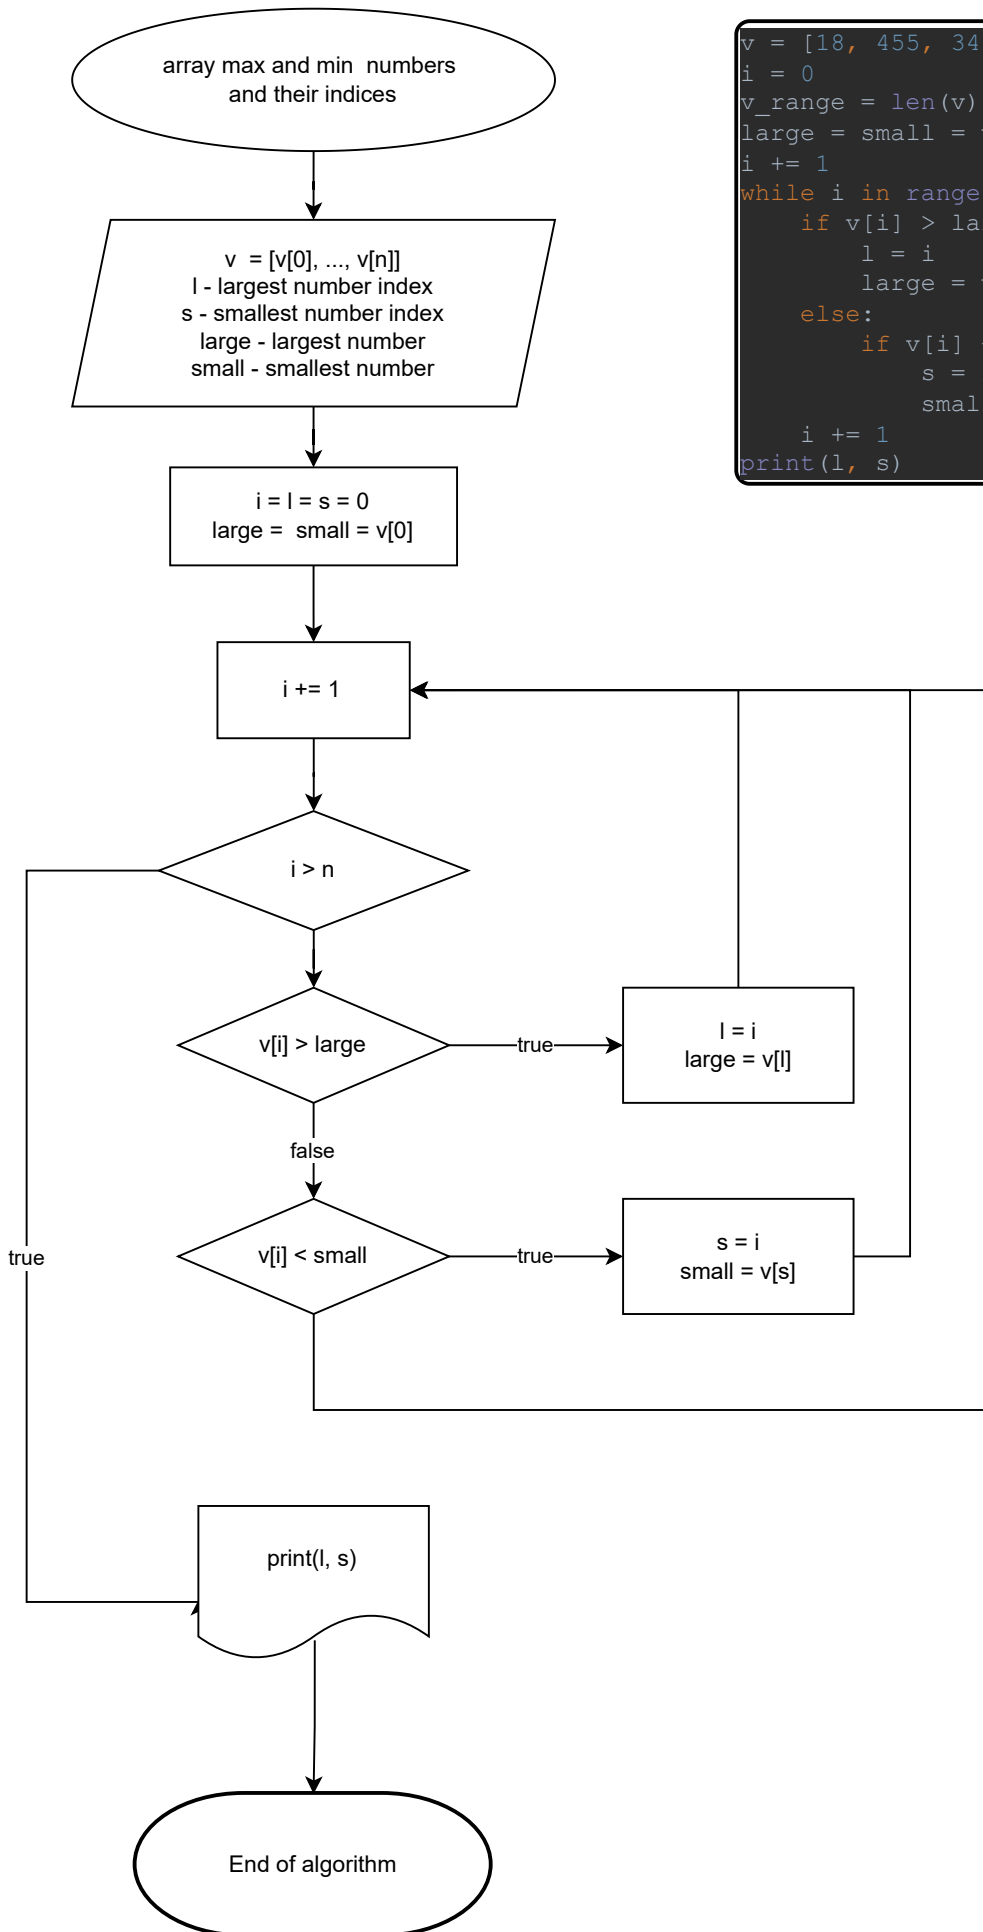 array max and min numbers
and their indices
v = [v[0], ..., v[n]]
l - largest number index
s - smallest number index
large - largest number
small - smallest number
i = l = s = 0
large = small = v[0]
i += 1
i > n
v[i] > large
true
l = i
large = v[l]
false
v[i] < small
true
s = i
small = v[s]
true
print(l, s)
End of algorithm
v = [18, 455, 34
i = 0
v_range = len(v)
large = small =
i += 1
while i in range
if v[i] > la
l = i
large =
else:
if v[i]
s =
smal
i += 1
print(l, s)